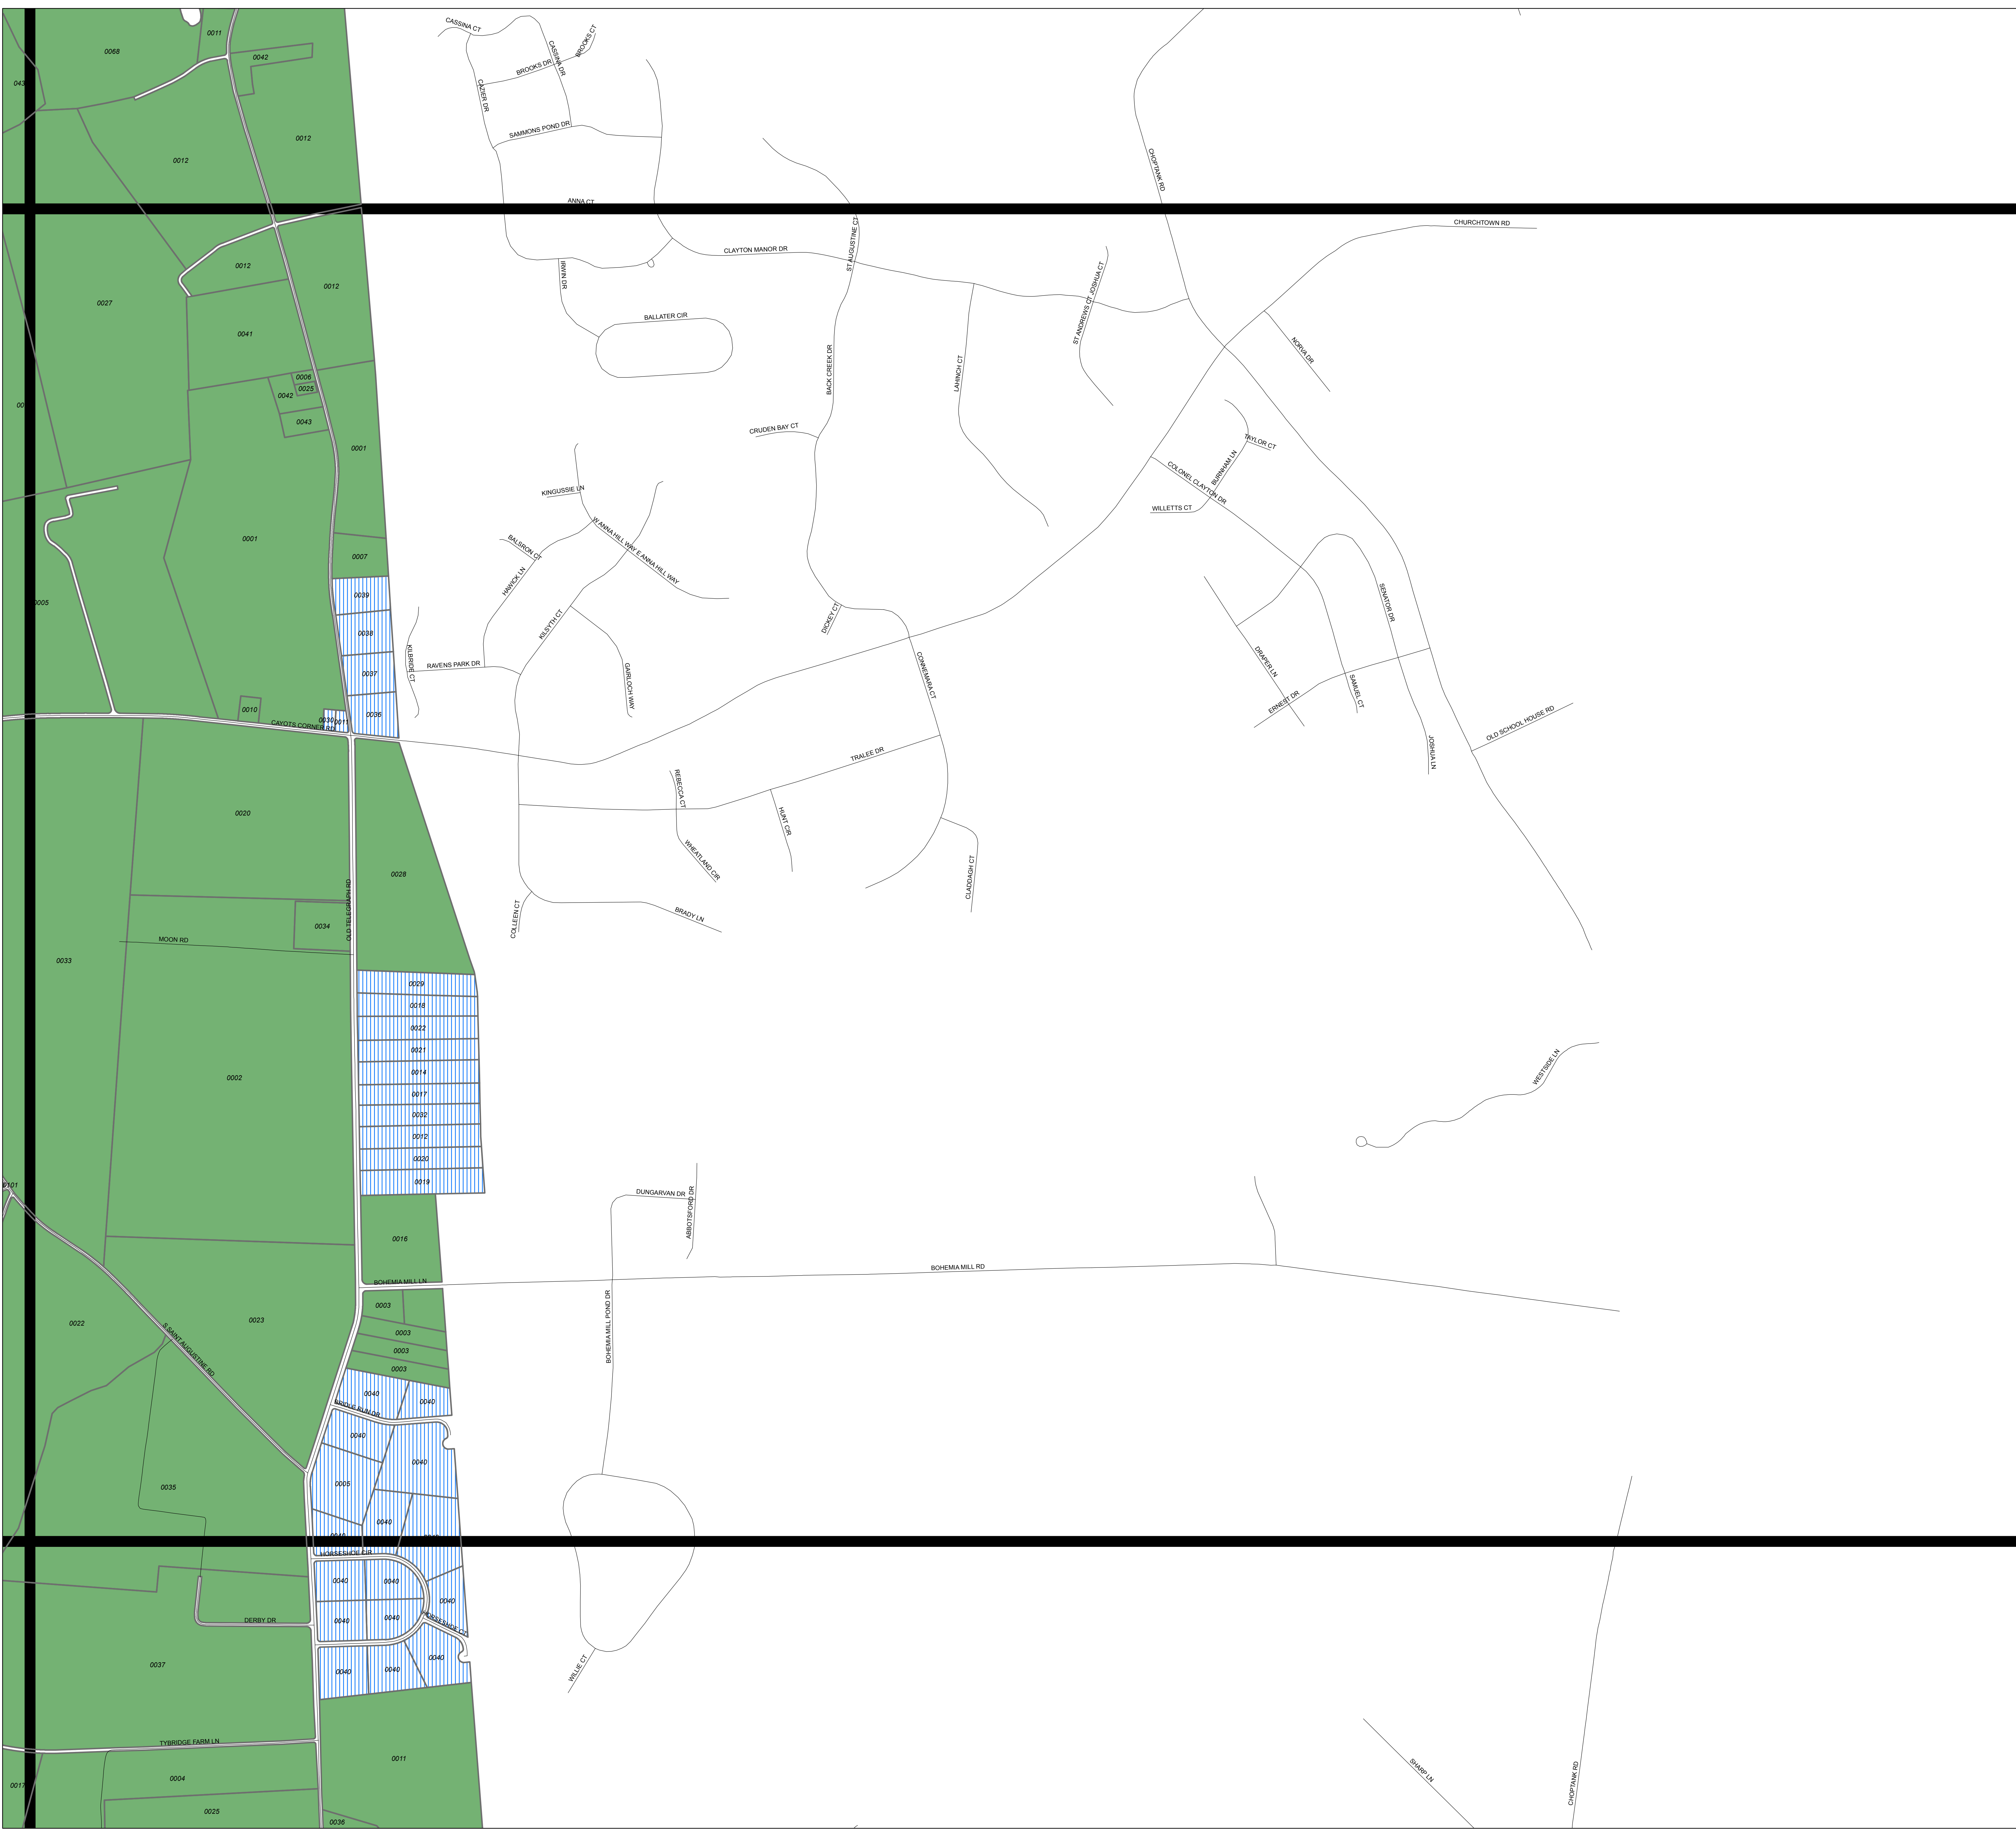 CASSINA CT
CASSINA DR
BROOKS CT
BROOKS DR
CAZIER DR
SAMMONS POND DR
0011
0068
0042
043
0012
0012
CHOPTANK RD
ANNA CT
CHURCHTOWN RD
CLAYTON MANOR DR
ST AUGUSTINE CT
IRWIN DR
JOSHUA CT
ST ANDREWS CT
0012
0012
0027
BALLATER CIR
0041
NORVA DR
BACK CREEK DR
LAHINCH CT
0006
0025
0042
00
0043
CRUDEN BAY CT
0001
TAYLOR CT
BURNHAM LN
COLONEL CLAYTON DR
KINGUSSIE LN
WILLETTS CT
W ANNA HILL WAY
E ANNA HILL WAY
0001
BALSRON CT
0007
HAWICK LN
0039
0005
SENATOR DR
DICKEY CT
KILSYTH CT
0038
KILBRIDE CT
RAVENS PARK DR
DRAPER LN
0037
GAIRLOCH WAY
CONNEMARA CT
SAMUEL CT
ERNEST DR
0010
0036
0030
0011
CAYOTS CORNER RD
OLD SCHOOL HOUSE RD
JOSHUA LN
TRALEE DR
REBECCA CT
0020
HUNT CIR
WHEATLAND CIR
0028
CLADDAGH CT
OLD TELEGRAPH RD
BRADY LN
COLLEEN CT
0034
MOON RD
0033
0029
0018
0022
0021
0014
WESTSIDE LN
0002
0017
0032
0012
0020
0019
0101
DUNGARVAN DR
ABBOTSFORD DR
0016
BOHEMIA MILL RD
BOHEMIA MILL LN
0003
0022
0023
0003
BOHEMIA MILL POND DR
S SAINT AUGUSTINE RD
0003
0003
0040
0040
BRIDLE RUN DR
0040
0040
0005
0035
0040
HORSESHOE CIR
0040
0040
0040
0040
0040
HORSESHOE CT
DERBY DR
0037
0040
0040
0040
WILLIE CT
TYBRIDGE FARM LN
0011
0004
0017
SHARP LN
CHOPTANK RD
0025
0036